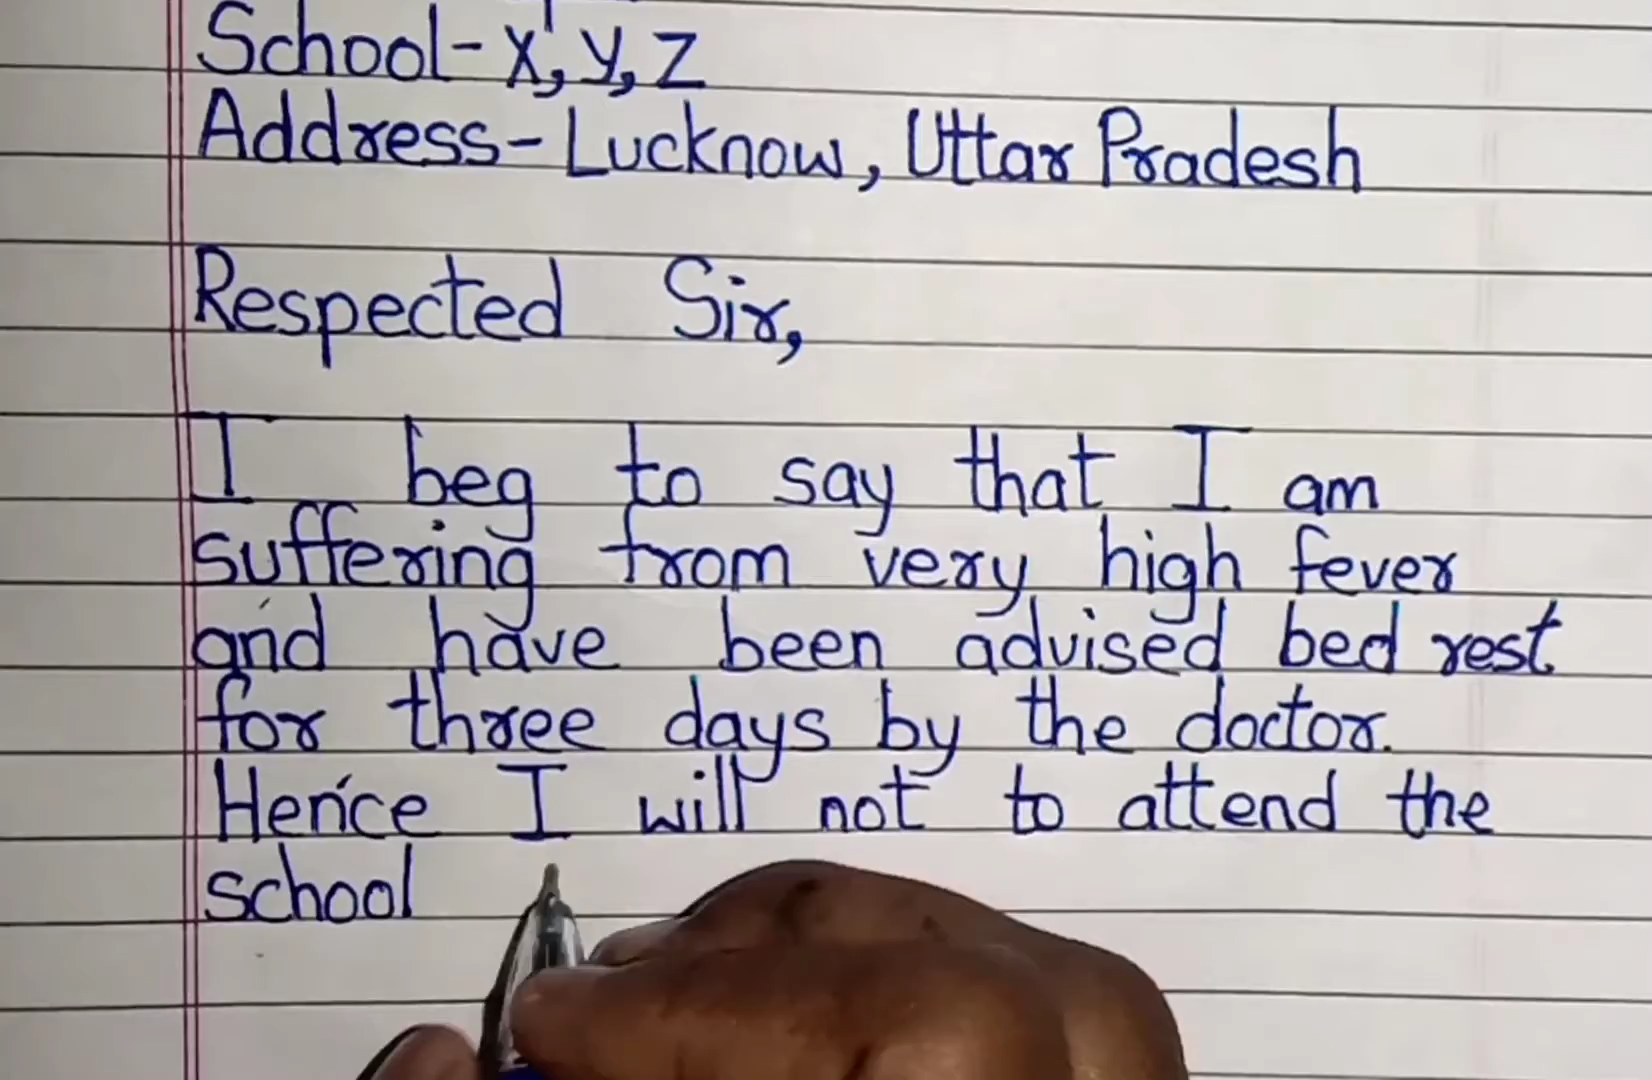 School-X, y, Z
Address-Lucknow, Uttar Pradesh
Respected Sir,
I beg to say that I am
suffering from very high fever
and have been advised bed rest
for three days by the doctor.
Hence I will not to attend the
school